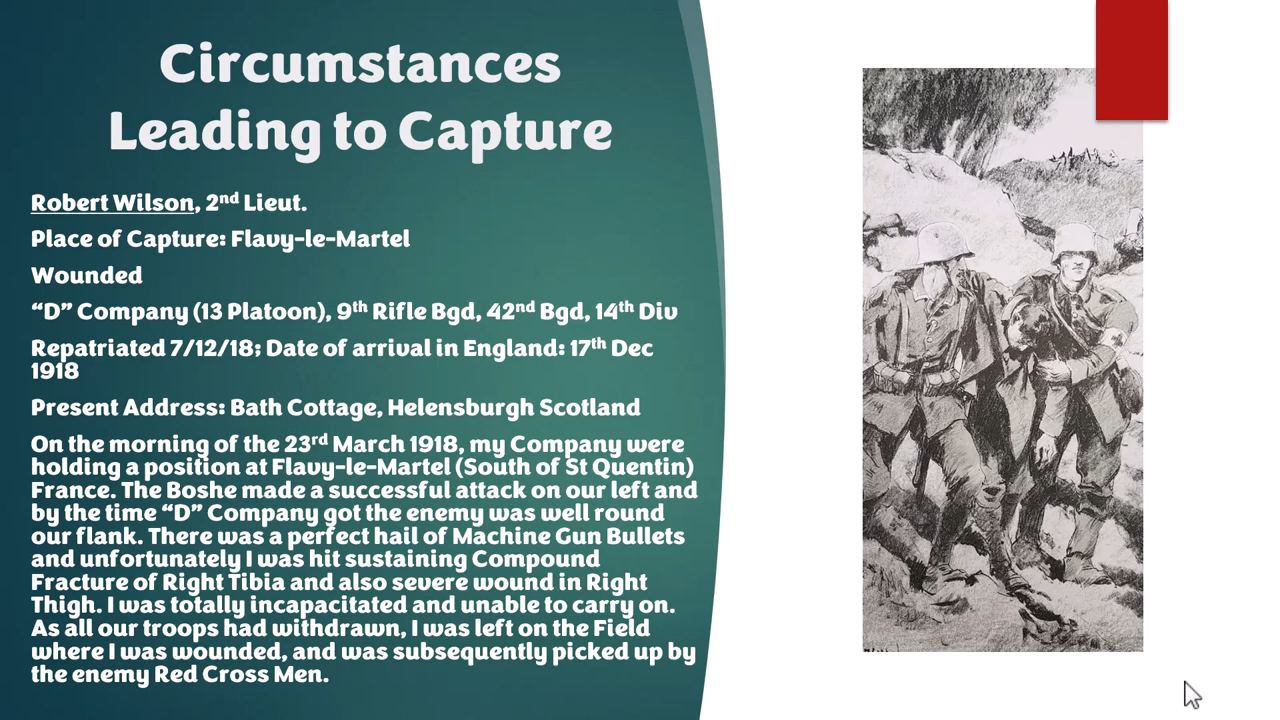 Circumstances
Leading to Capture
Robert Wilson, 2nd Lieut.
Place of Capture: Flavy-le-Martel
Wounded
“D” Company (13 Platoon), 9th Rifle Bgd, 42nd Bgd, 14th Div
Repatriated 7/12/18; Date of arrival in England: 17th Dec
1918
Present Address: Bath Cottage, Helensburgh Scotland
On the morning of the 23rd March 1918, my Company were
holding a position at Flavy-le-Martel (South of St Quentin)
France. The Boshe made a successful attack on our left and
by the time “D” Company got the enemy was well round
our flank. There was a perfect hail of Machine Gun Bullets
and unfortunately I was hit sustaining Compound
Fracture of Right Tibia and also severe wound in Right
Thigh. I was totally incapacitated and unable to carry on.
As all our troops had withdrawn, I was left on the Field
where I was wounded, and was subsequently picked up by
the enemy Red Cross Men.